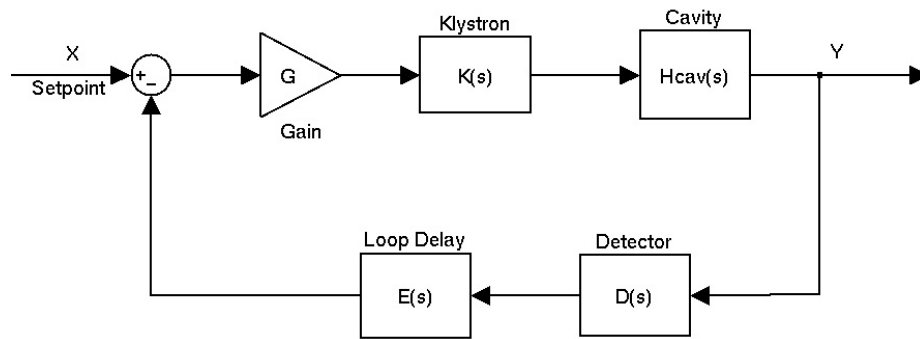 Klystron
Cavity
X
Y
+
−
G
K(s)
Hcav(s)
Setpoint
Gain
Loop Delay
Detector
E(s)
D(s)